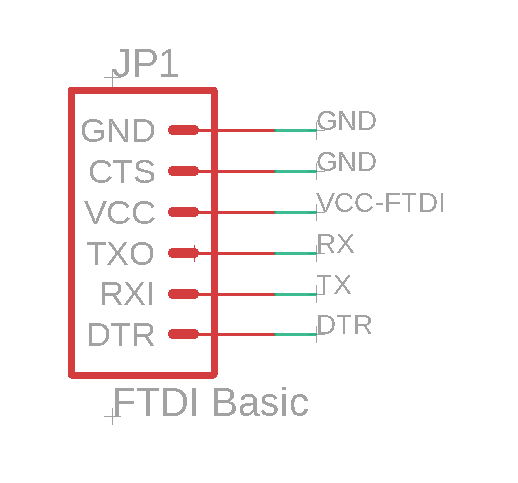 JP1
GND GND
CTS GND
VCC VCC-FTDI
TXO RX
RXI TX
DTR DTR
FTDI Basic